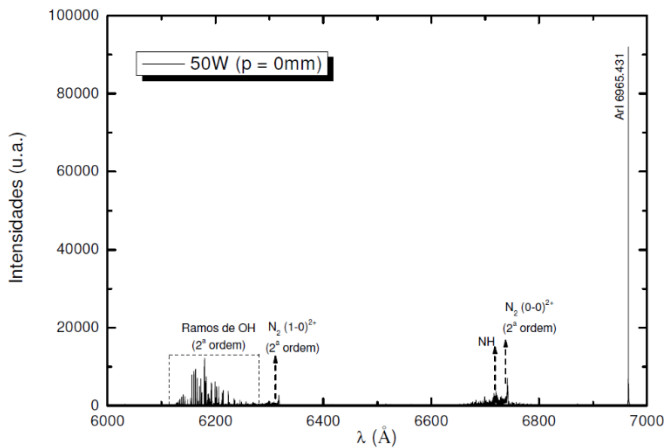 100000
80000
60000
40000
20000
0
Intensidades (u.a.)
50W (p = 0mm)
ArI 6965.431
Ramos de OH
(2ª ordem)
N₂ (1-0)²⁺
(2ª ordem)
NH
N₂ (0-0)²⁺
(2ª ordem)
6000 6200 6400 6600 6800 7000
λ (Å)